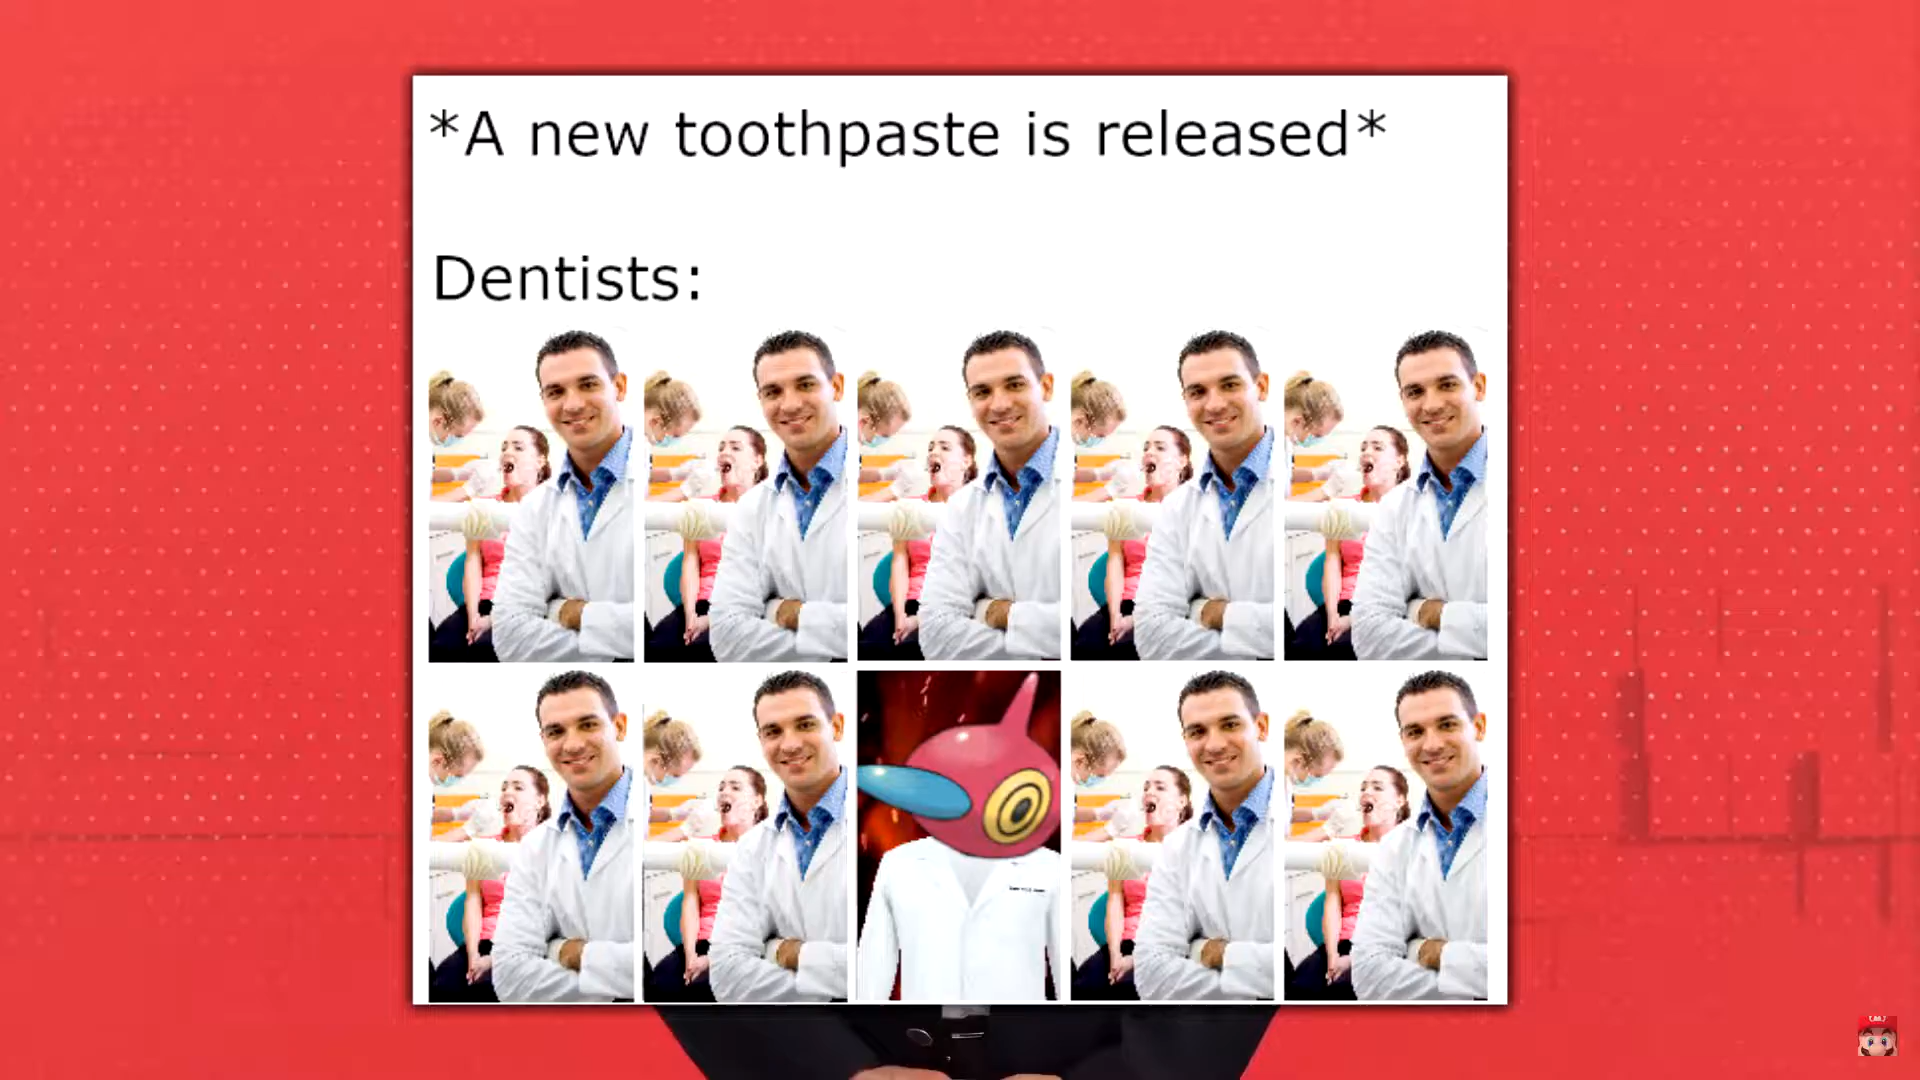 *A new toothpaste is released*
Dentists: